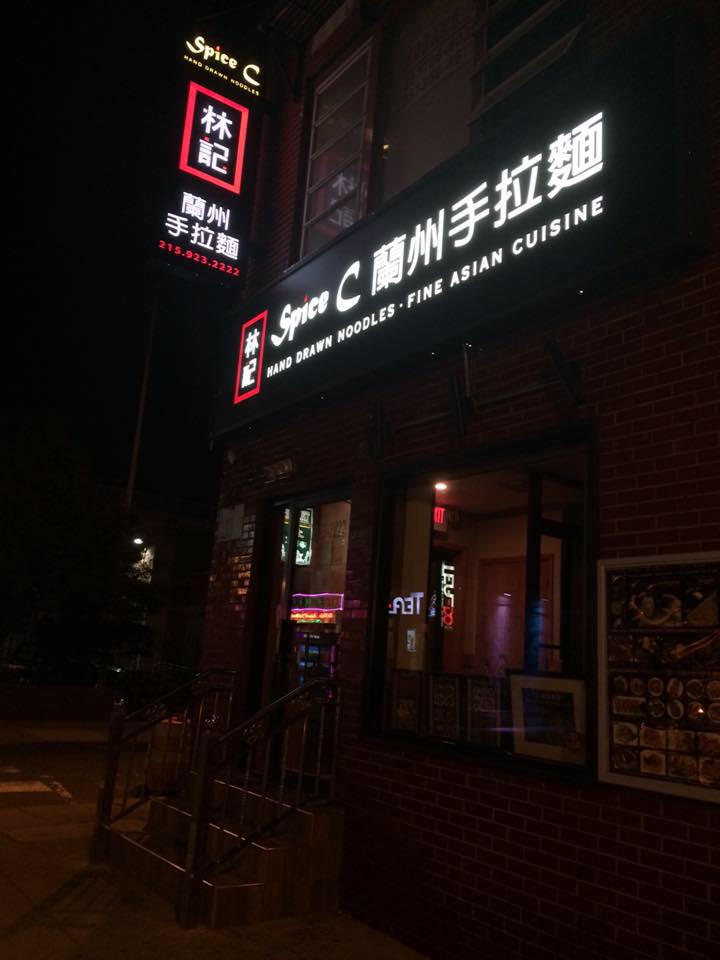 Spice C
HAND DRAWN NOODLES
林
記
蘭州
手拉麵
215.923.2222
林
記
Spice C 蘭州手拉麵
HAND DRAWN NOODLES · FINE ASIAN CUISINE
EXIT
TEA